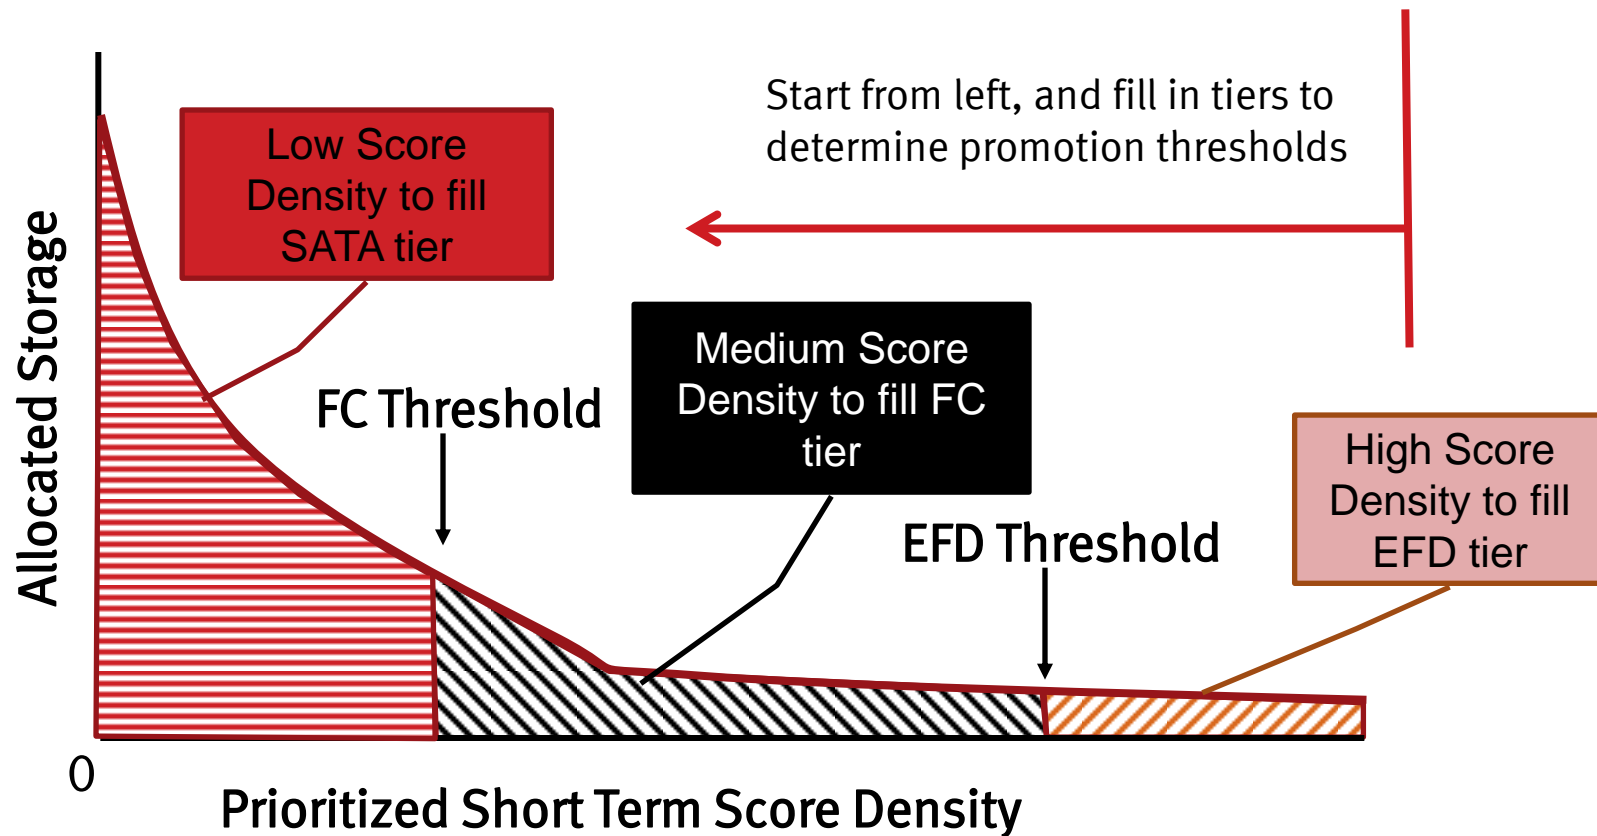 Start from left, and fill in tiers to
determine promotion thresholds
Low Score
Density to fill
SATA tier
Allocated Storage
FC Threshold
Medium Score
Density to fill FC
tier
EFD Threshold
High Score
Density to fill
EFD tier
0
Prioritized Short Term Score Density